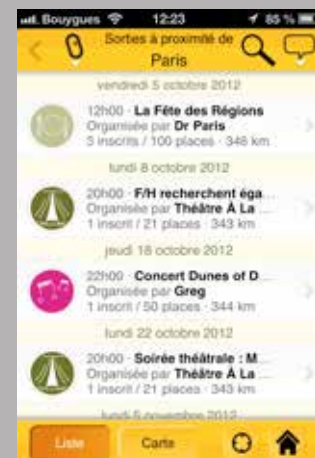 Bouygues 12:23 85 %
Sorties à proximité de
Paris
vendredi 5 octobre 2012
12h00 - La Fête des Régions
Organisée par Dr Paris
3 inscrits / 100 places - 346 km
lundi 8 octobre 2012
20h00 - F/H recherchent éga...
Organisée par Théâtre À La ...
1 inscrit / 21 places - 343 km
jeudi 18 octobre 2012
22h00 - Concert Dunes of D...
Organisée par Greg
1 inscrit / 50 places - 344 km
lundi 22 octobre 2012
20h00 - Soirée théâtrale : M...
Organisée par Théâtre À La ...
1 inscrit / 21 places - 343 km
lundi 5 novembre 2012
Liste Carte